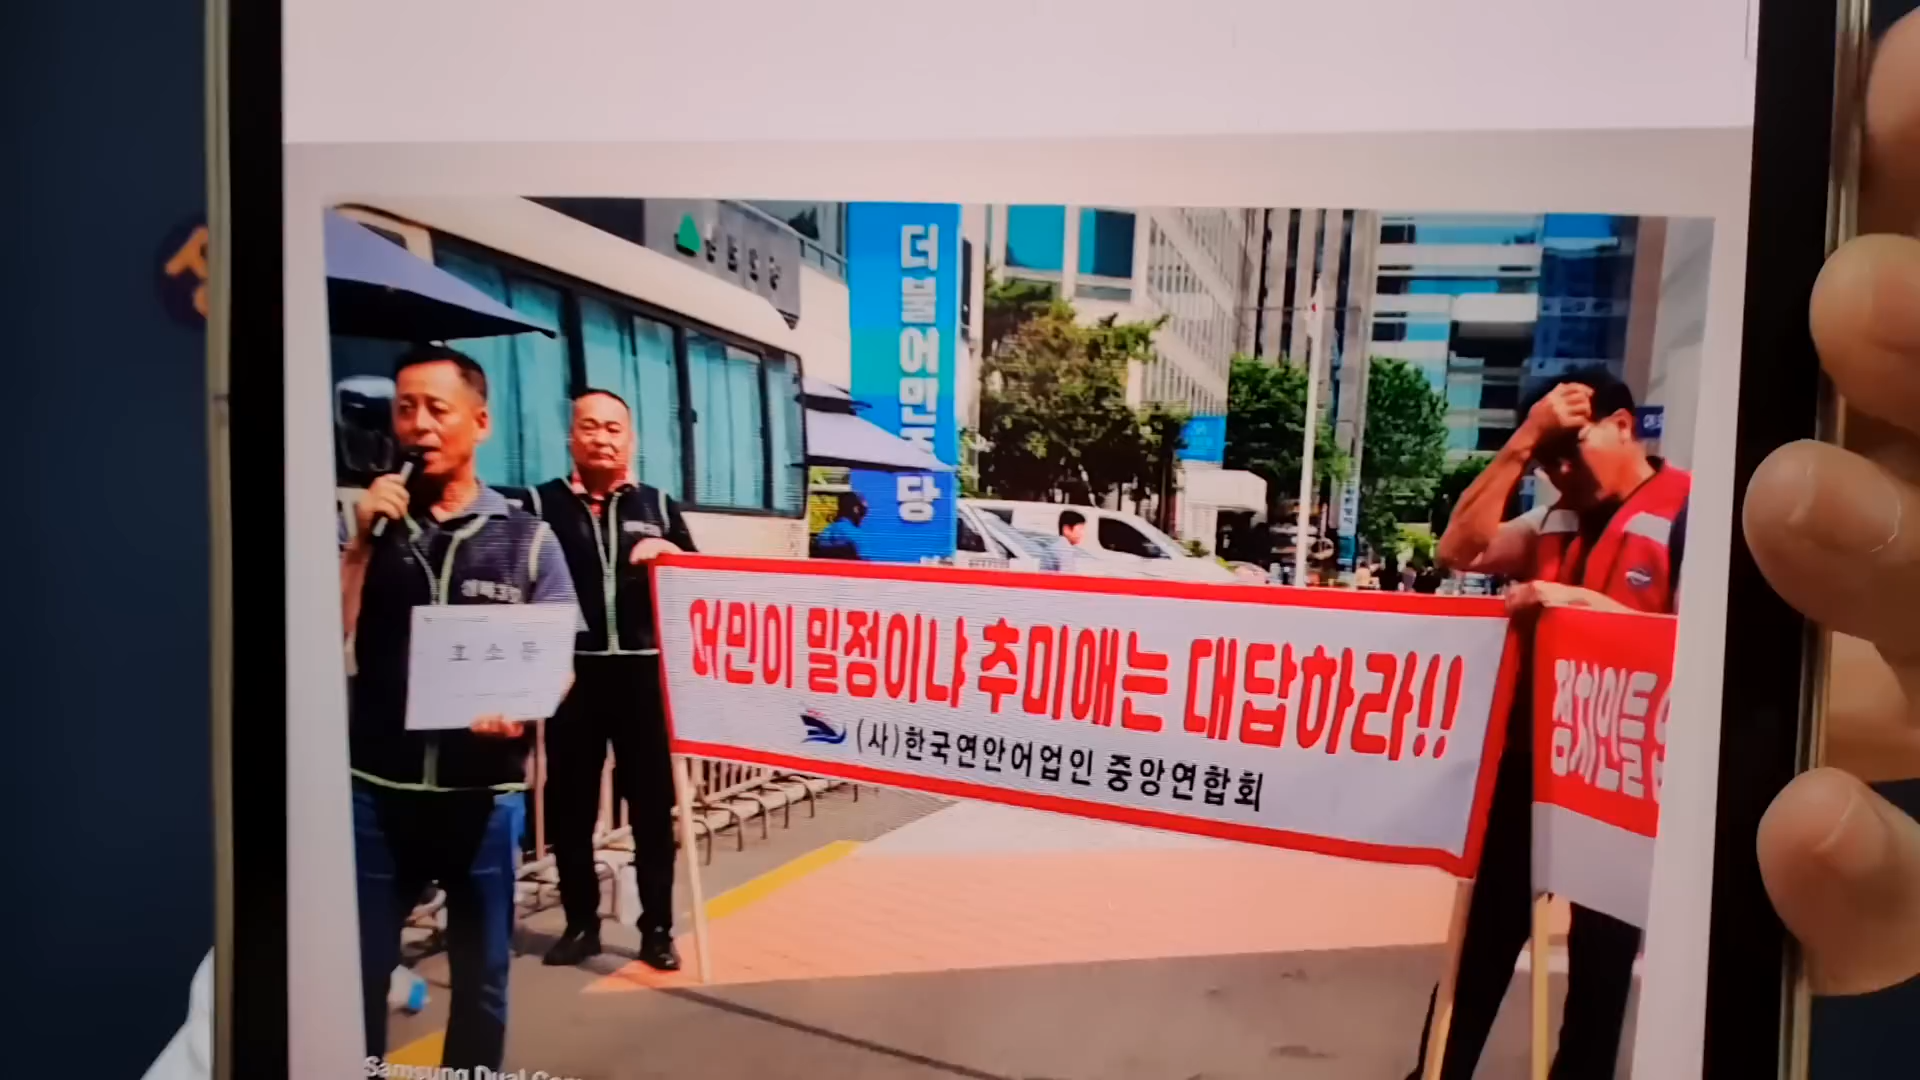 더불어민주당
호소문
어민이 밀정이냐 추미애는 대답하라!!
(사)한국연안어업인 중앙연합회
정치인들
Samsung Dual